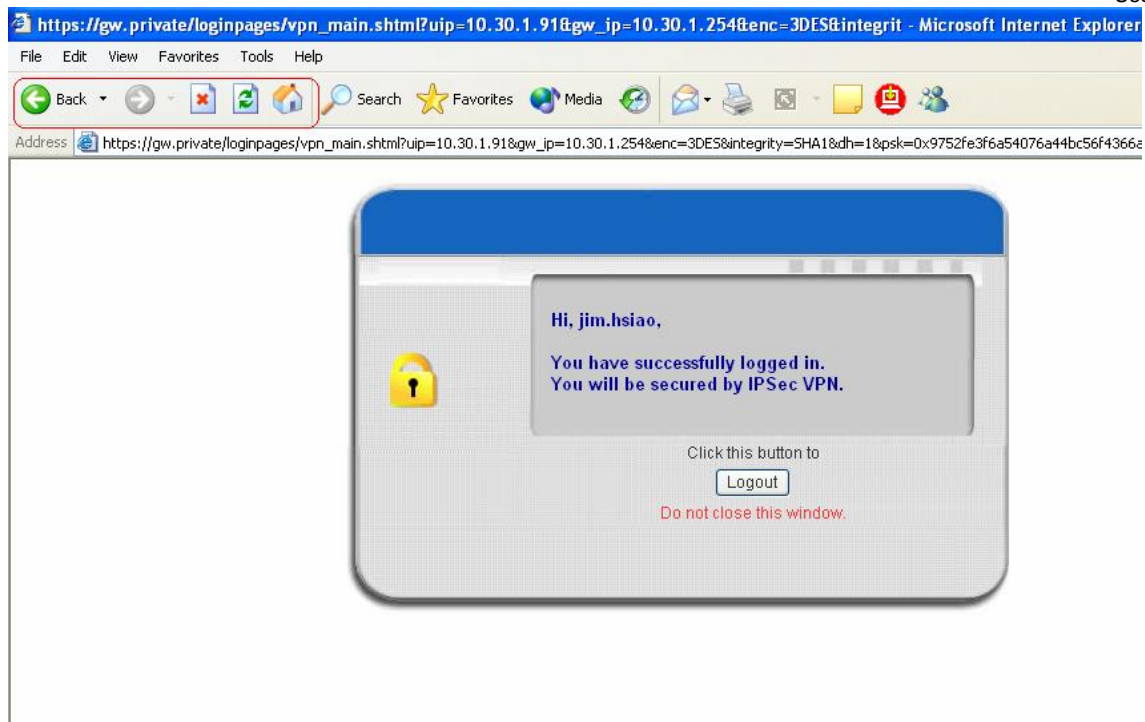 https://gw.private/loginpages/vpn_main.shtml?uip=10.30.1.91&gw_ip=10.30.1.254&enc=3DES&integrit - Microsoft Internet Explorer
File Edit View Favorites Tools Help
Back Search Favorites Media
Address https://gw.private/loginpages/vpn_main.shtml?uip=10.30.1.91&gw_ip=10.30.1.254&enc=3DES&integrity=SHA1&dh=1&psk=0x9752fe3f6a54076a44bc56f4366a
Hi, jim.hsiao,
You have successfully logged in.
You will be secured by IPSec VPN.
Click this button to
Logout
Do not close this window.